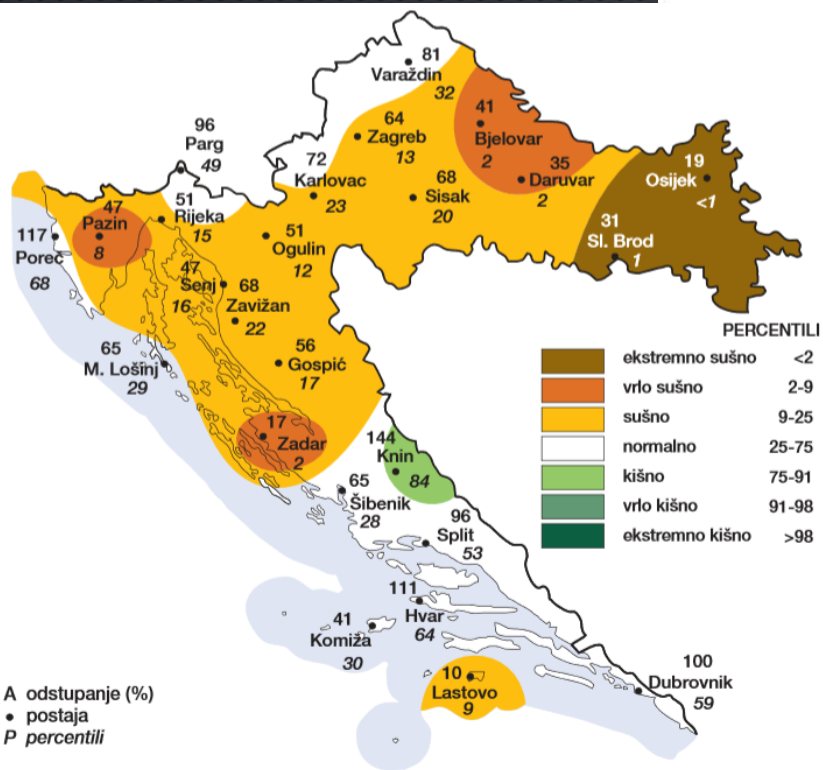 81
Varaždin
32
41
Bjelovar
2
64
Zagreb
13
96
Parg
49
72
Karlovac
23
35
Daruvar
2
19
Osijek
<1
68
Sisak
20
31
Sl. Brod
1
47
Pazin
8
51
Rijeka
15
117
Poreč
68
51
Ogulin
12
47
Senj
16
68
Zavižan
22
65
M. Lošinj
29
56
Gospić
17
17
Zadar
2
144
Knin
84
65
Šibenik
28
96
Split
53
111
Hvar
64
41
Komiža
30
10
Lastovo
9
100
Dubrovnik
59
PERCENTILI
ekstremno sušno <2
vrlo sušno 2-9
sušno 9-25
normalno 25-75
kišno 75-91
vrlo kišno 91-98
ekstremno kišno >98
A odstupanje (%)
• postaja
P percentili